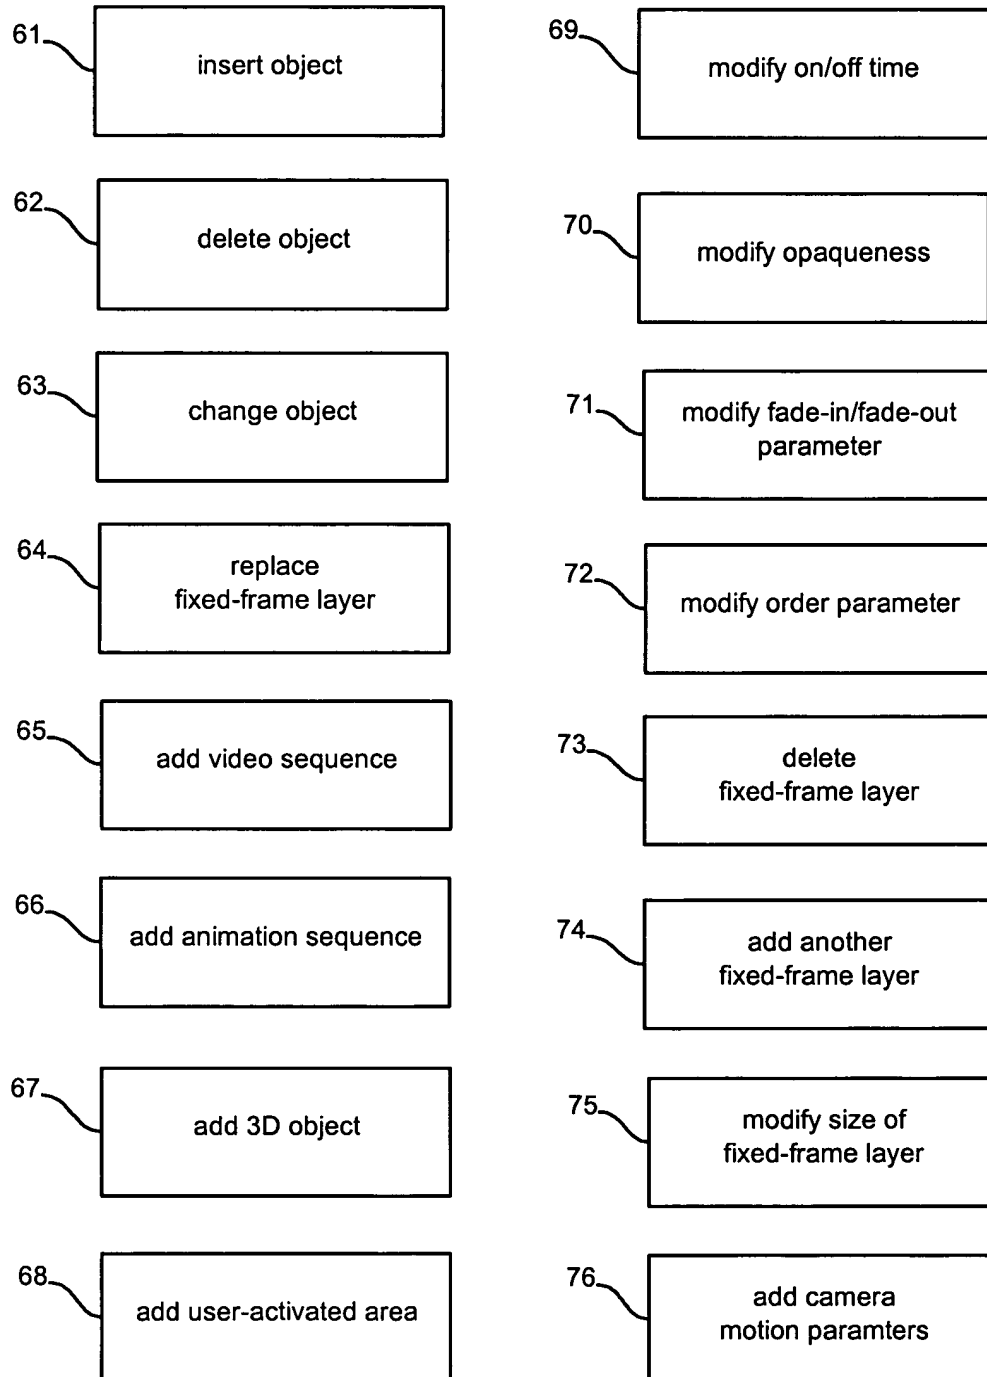 61
insert object
62
delete object
63
change object
64
replace
fixed-frame layer
65
add video sequence
66
add animation sequence
67
add 3D object
68
add user-activated area
69
modify on/off time
70
modify opaqueness
71
modify fade-in/fade-out
parameter
72
modify order parameter
73
delete
fixed-frame layer
74
add another
fixed-frame layer
75
modify size of
fixed-frame layer
76
add camera
motion paramters